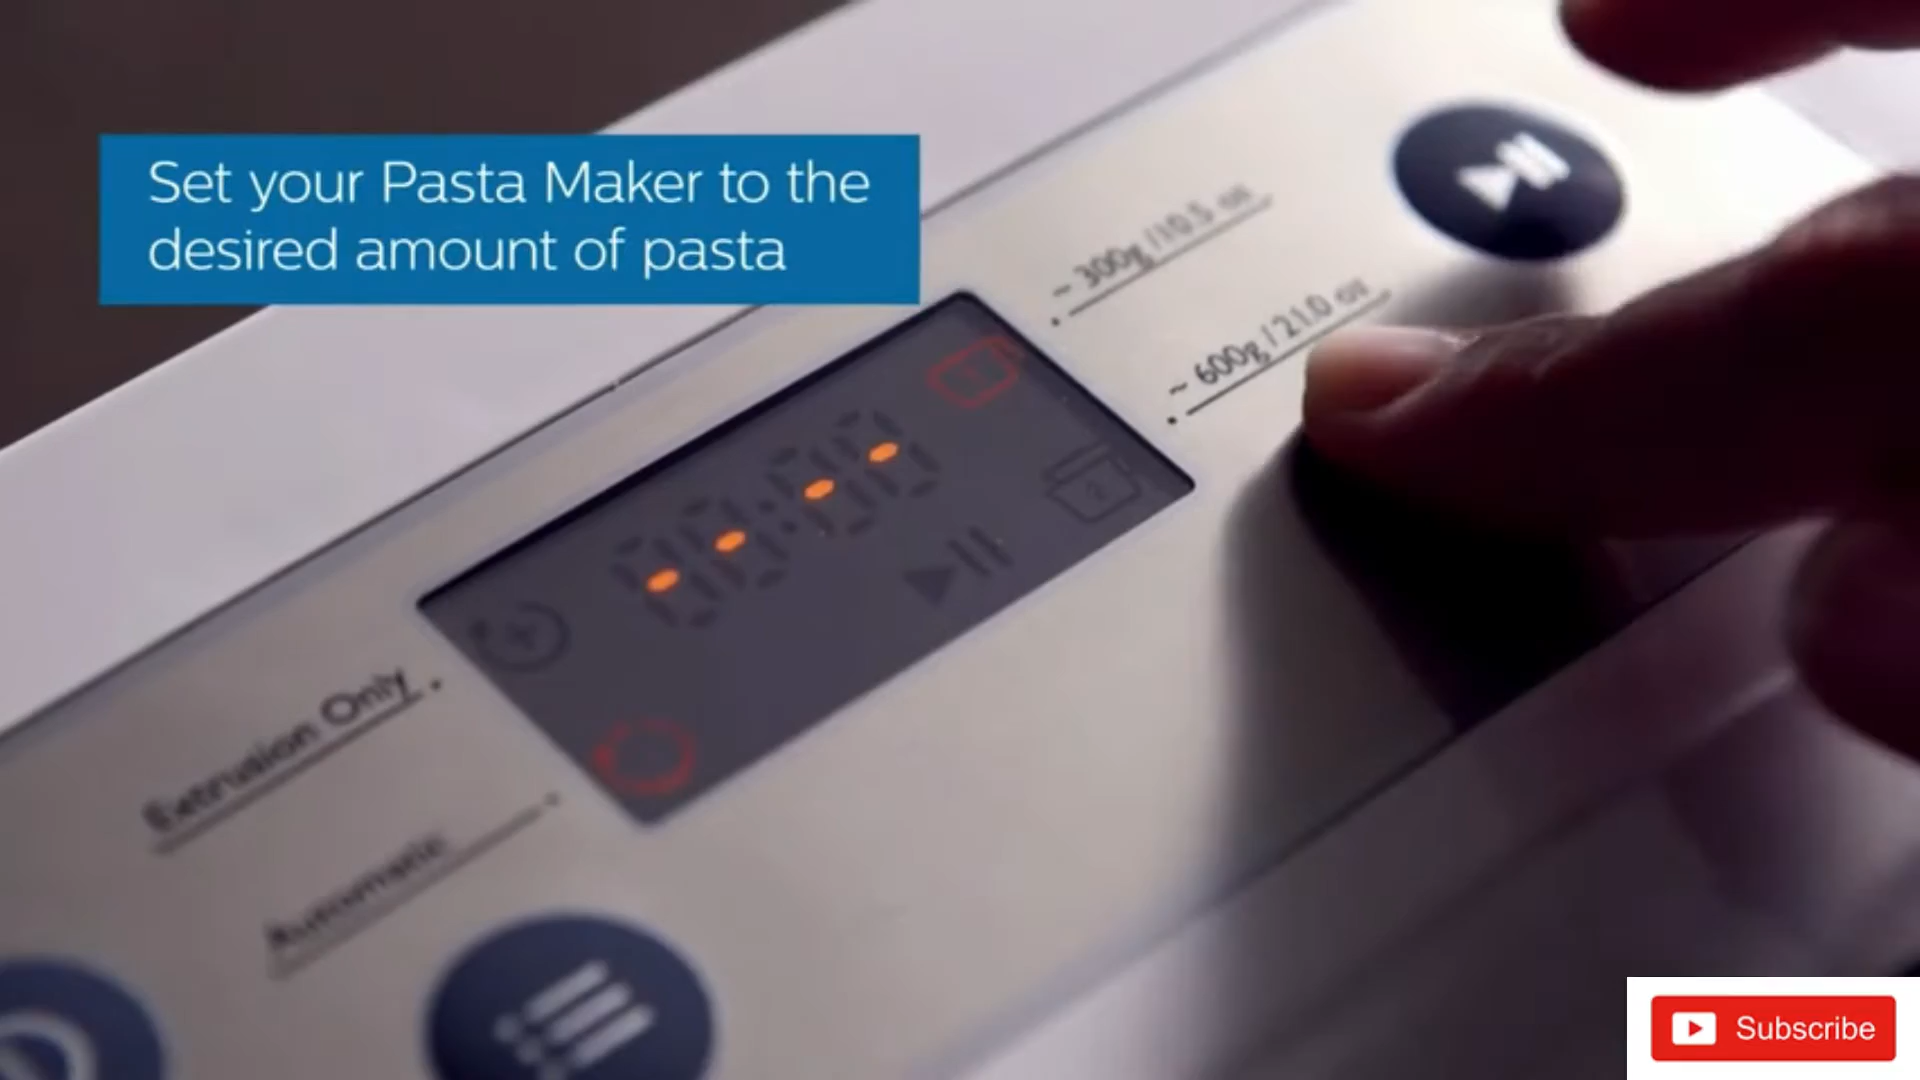 Set your Pasta Maker to the
desired amount of pasta
~ 300g / 10.5 oz
~ 600g / 21.0 oz
Extrusion Only
Automatic
Subscribe